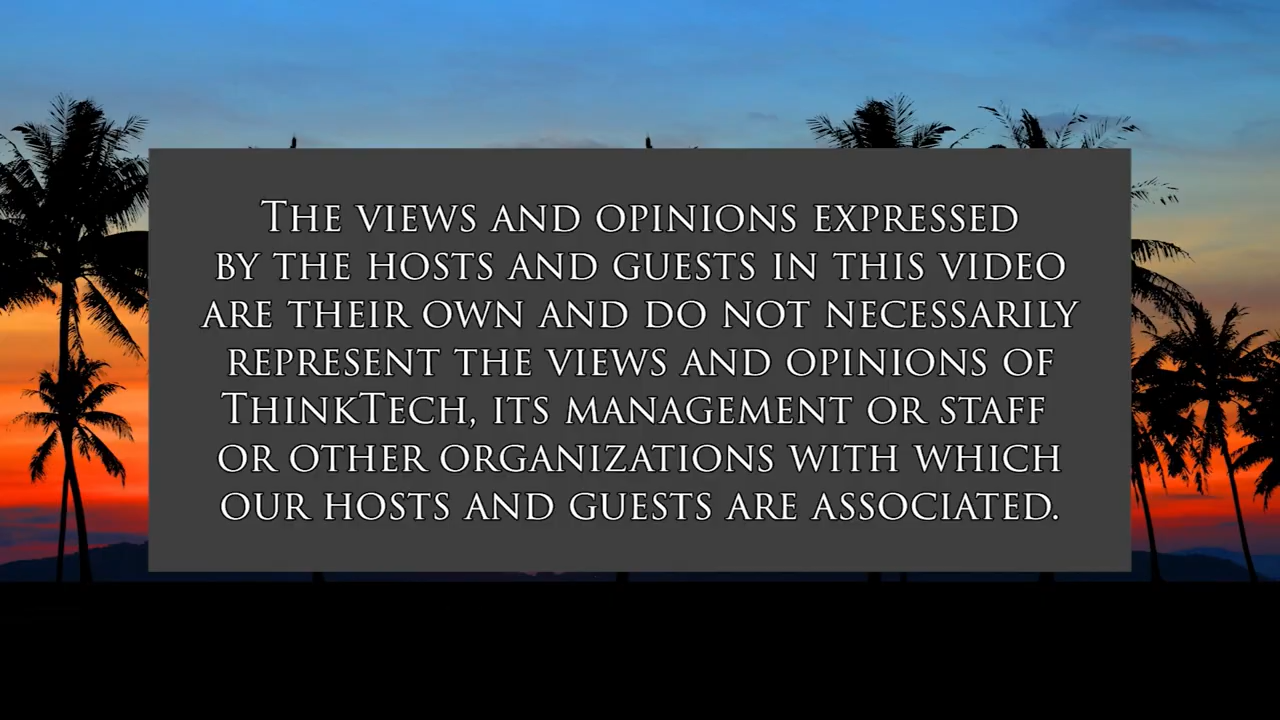 The views and opinions expressed
by the hosts and guests in this video
are their own and do not necessarily
represent the views and opinions of
ThinkTech, its management or staff
or other organizations with which
our hosts and guests are associated.